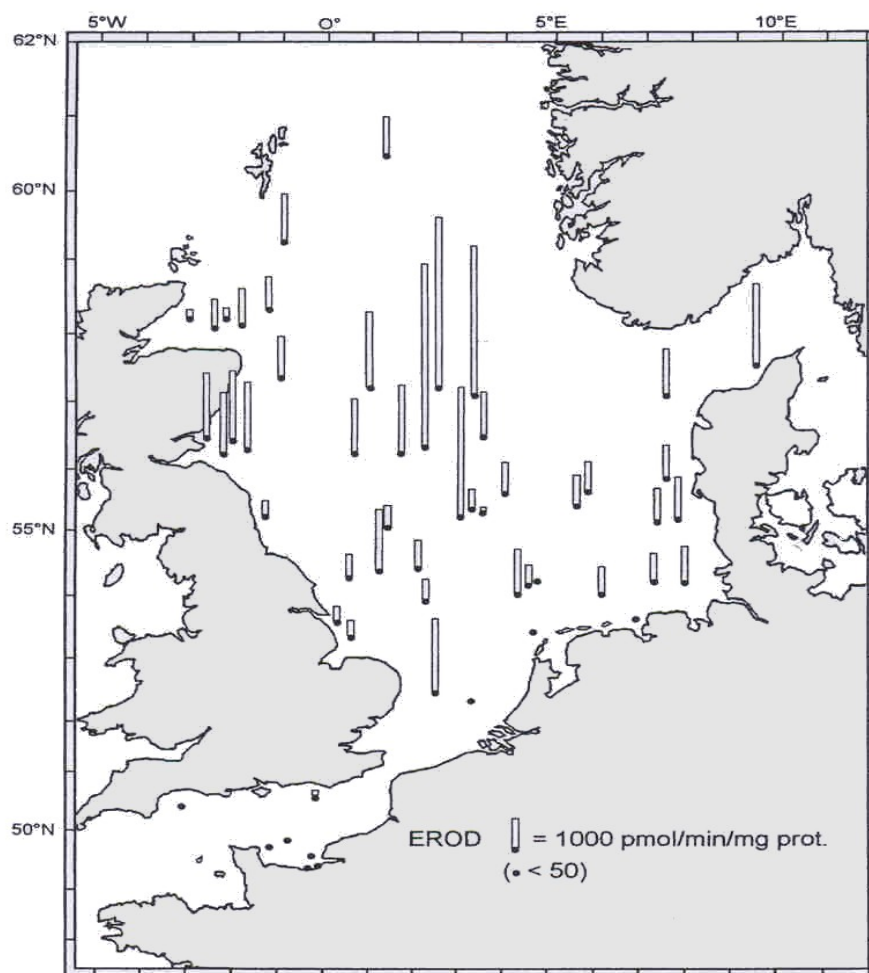 5°W 0° 5°E 10°E
62°N
60°N
55°N
50°N
EROD = 1000 pmol/min/mg prot.
(• < 50)